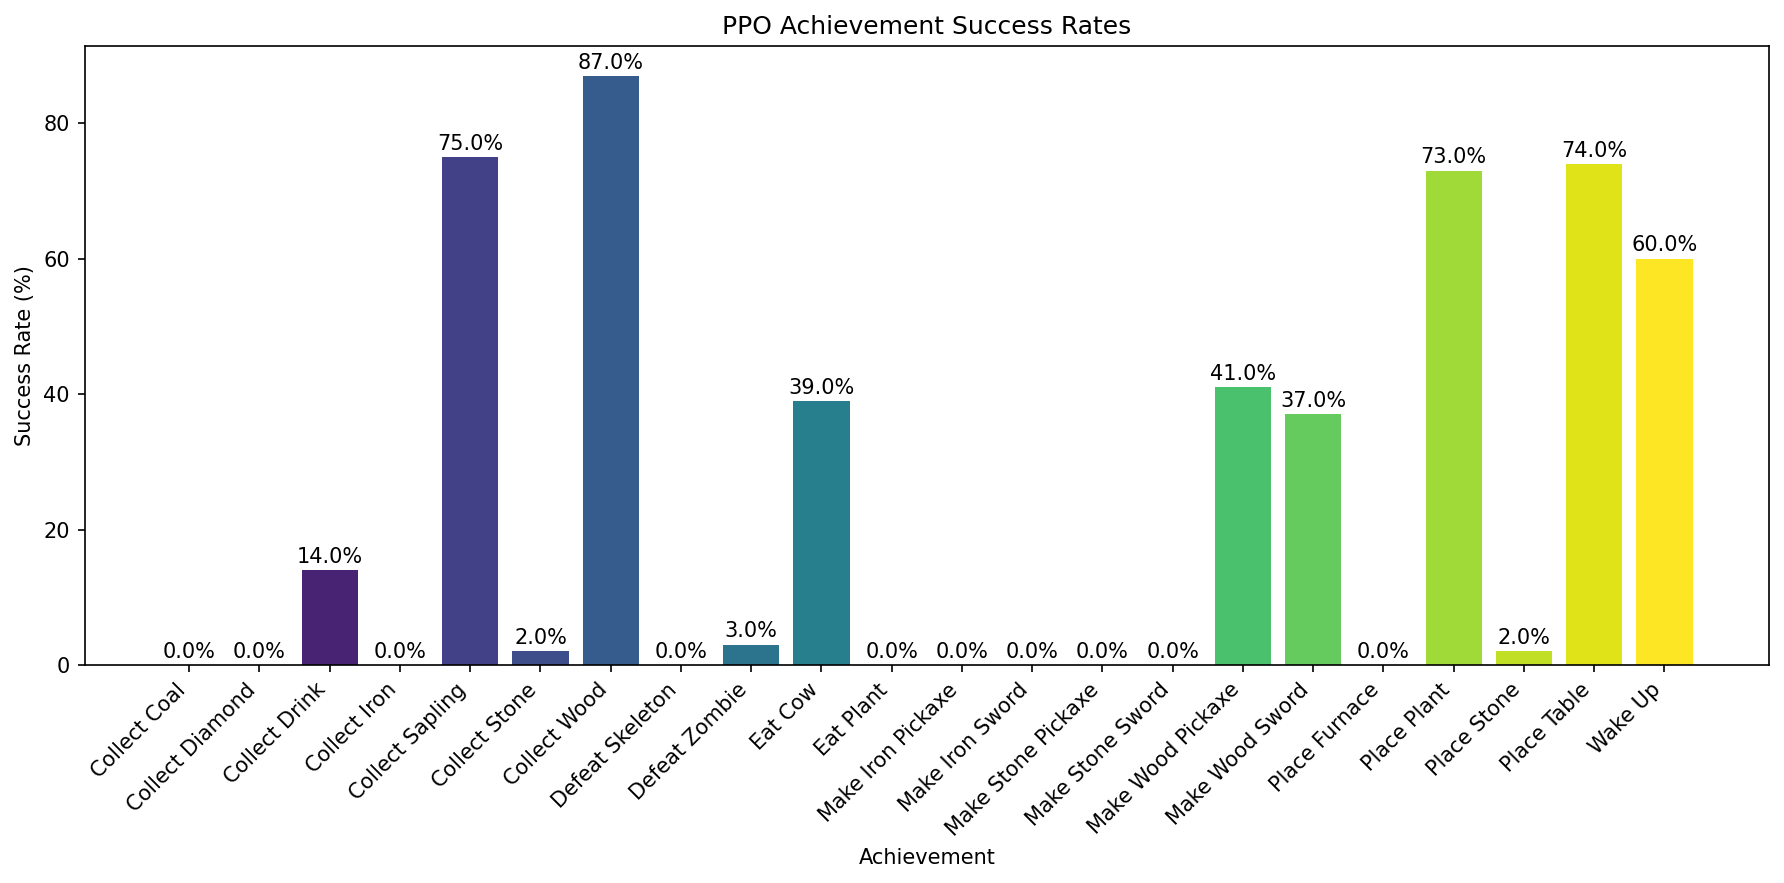 PPO Achievement Success Rates
Success Rate (%)
80
60
40
20
0
0.0%
0.0%
14.0%
0.0%
75.0%
2.0%
87.0%
0.0%
3.0%
39.0%
0.0%
0.0%
0.0%
0.0%
0.0%
41.0%
37.0%
0.0%
73.0%
2.0%
74.0%
60.0%
Collect Coal
Collect Diamond
Collect Drink
Collect Iron
Collect Sapling
Collect Stone
Collect Wood
Defeat Skeleton
Defeat Zombie
Eat Cow
Eat Plant
Make Iron Pickaxe
Make Iron Sword
Make Stone Pickaxe
Make Stone Sword
Make Wood Pickaxe
Make Wood Sword
Place Furnace
Place Plant
Place Stone
Place Table
Wake Up
Achievement